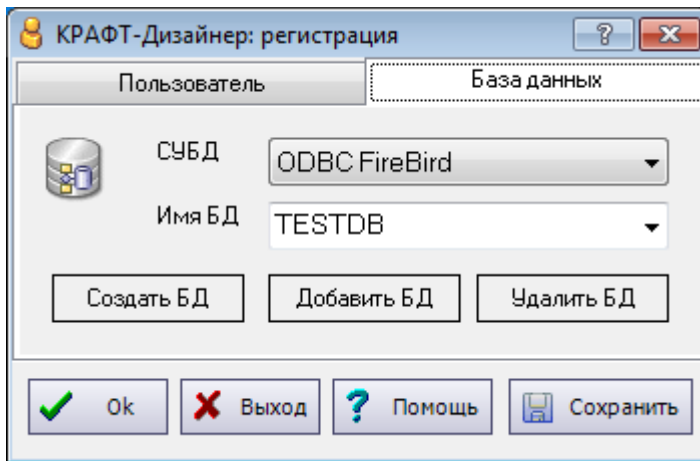 КРАФТ-Дизайнер: регистрация
Пользователь
База данных
СУБД
ODBC FireBird
Имя БД
TESTDB
Создать БД
Добавить БД
Удалить БД
Ok
Выход
Помощь
Сохранить